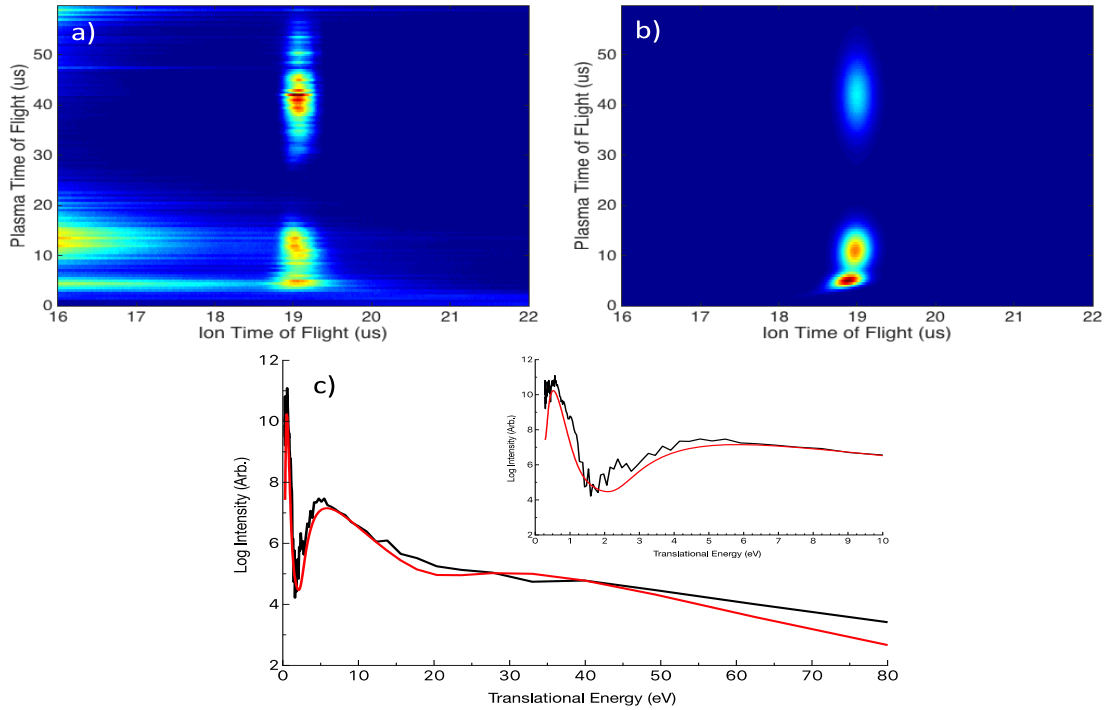 a)
Plasma Time of Flight (us)
50
40
30
20
10
0
16 17 18 19 20 21 22
Ion Time of Flight (us)
b)
Plasma Time of FLight (us)
50
40
30
20
10
0
16 17 18 19 20 21 22
Ion Time of Flight (us)
c)
Log Intensity (Arb.)
12
10
8
6
4
2
0 10 20 30 40 50 60 70 80
Translational Energy (eV)
Log Intensity (Arb.)
12
10
8
6
4
2
0 1 2 3 4 5 6 7 8 9 10
Translational Energy (eV)